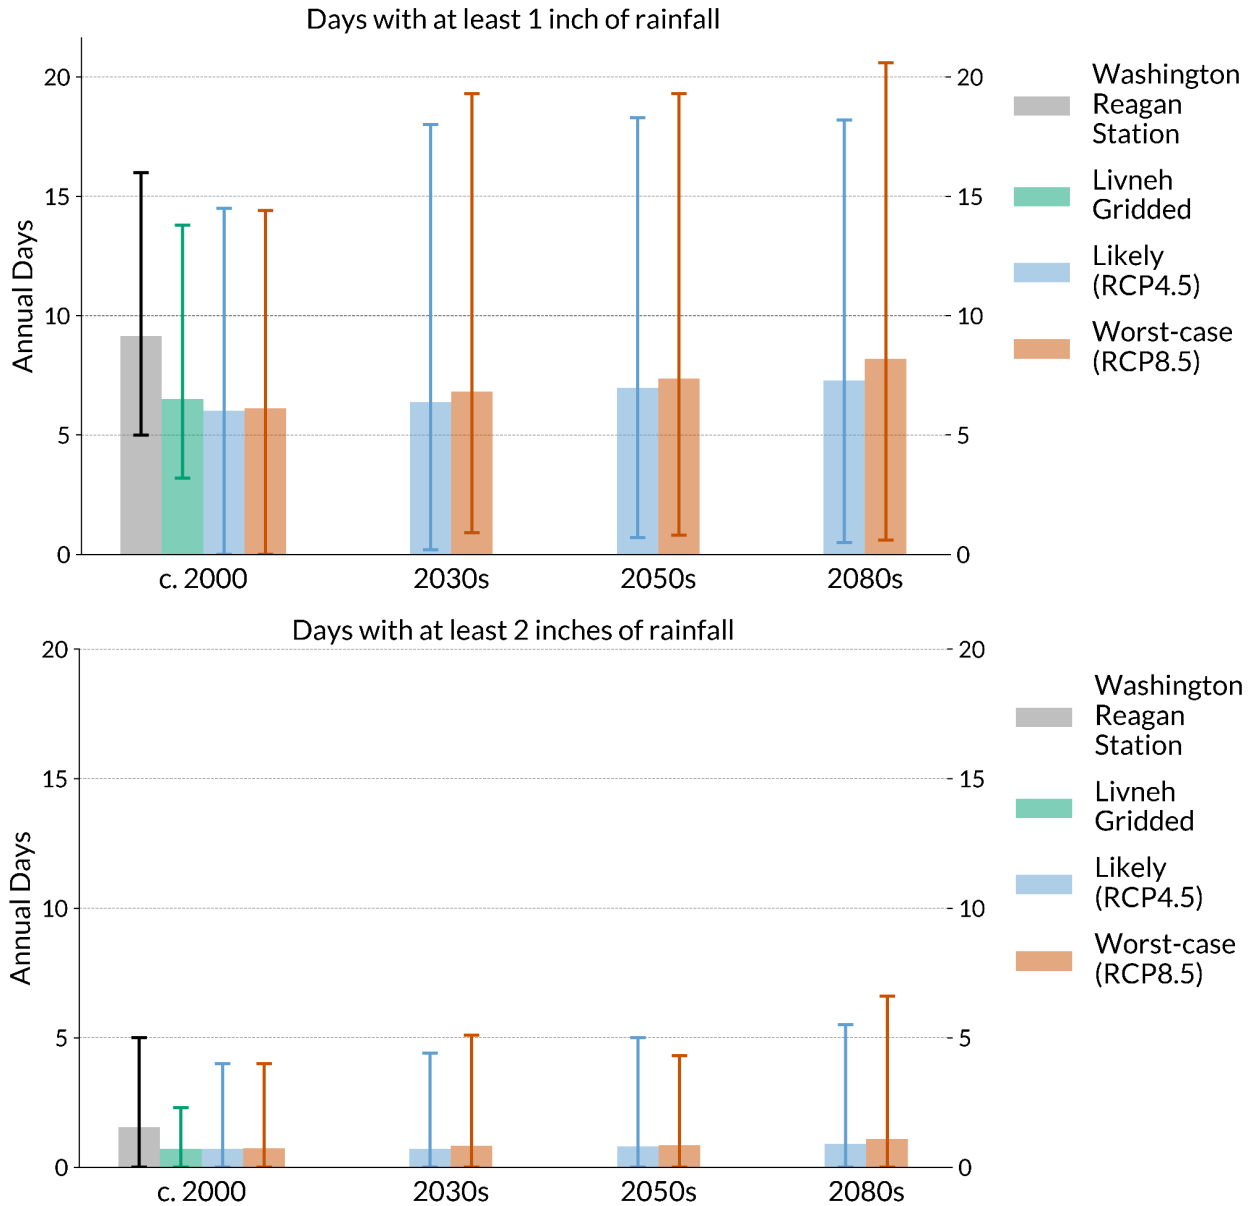 Days with at least 1 inch of rainfall
Annual Days
20
15
10
5
0
20
15
10
5
0
c. 2000
2030s
2050s
2080s
Washington
Reagan
Station
Livneh
Gridded
Likely
(RCP4.5)
Worst-case
(RCP8.5)
Days with at least 2 inches of rainfall
Annual Days
20
15
10
5
0
20
15
10
5
0
c. 2000
2030s
2050s
2080s
Washington
Reagan
Station
Livneh
Gridded
Likely
(RCP4.5)
Worst-case
(RCP8.5)